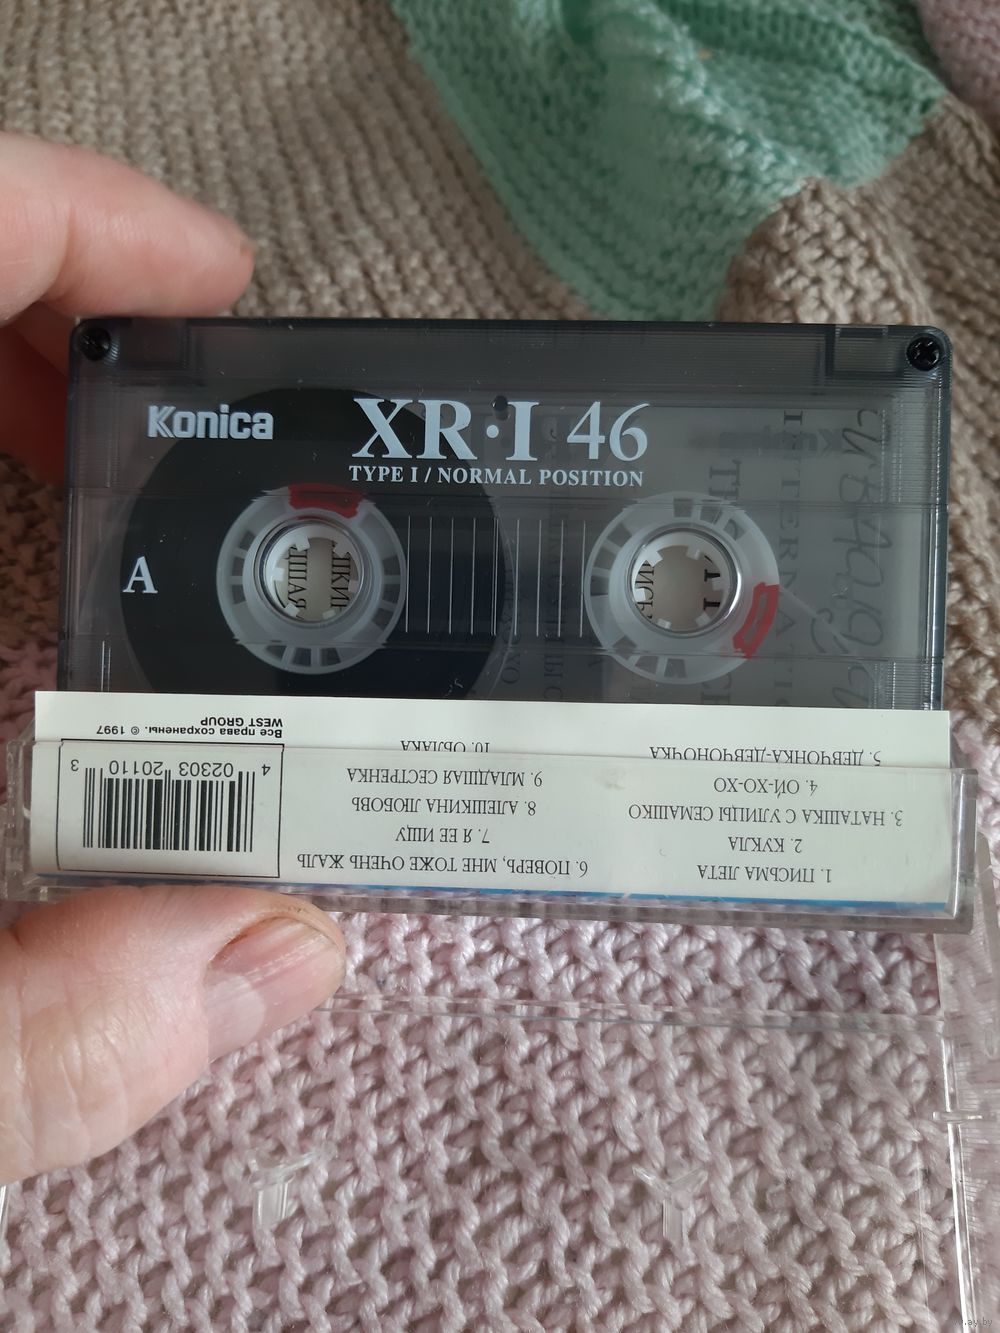 Konica
XR·I 46
TYPE I / NORMAL POSITION
A
1. ПИСЬМА ЛЕТА
2. КУКЛА
3. НАТАШКА С УЛИЦЫ СЕМАШКО
4. ОЙ-ХО-ХО
5. ДЕВЧОНКА-ДЕВЧОНОЧКА
6. ПОВЕРЬ, МНЕ ТОЖЕ ОЧЕНЬ ЖАЛЬ
7. Я ЕЕ ИЩУ
8. АЛЕШКИНА ЛЮБОВЬ
9. МЛАДШАЯ СЕСТРЕНКА
10. ОБЛАКА
4 02303 20110 3
Все права сохранены. © 1997
WEST GROUP